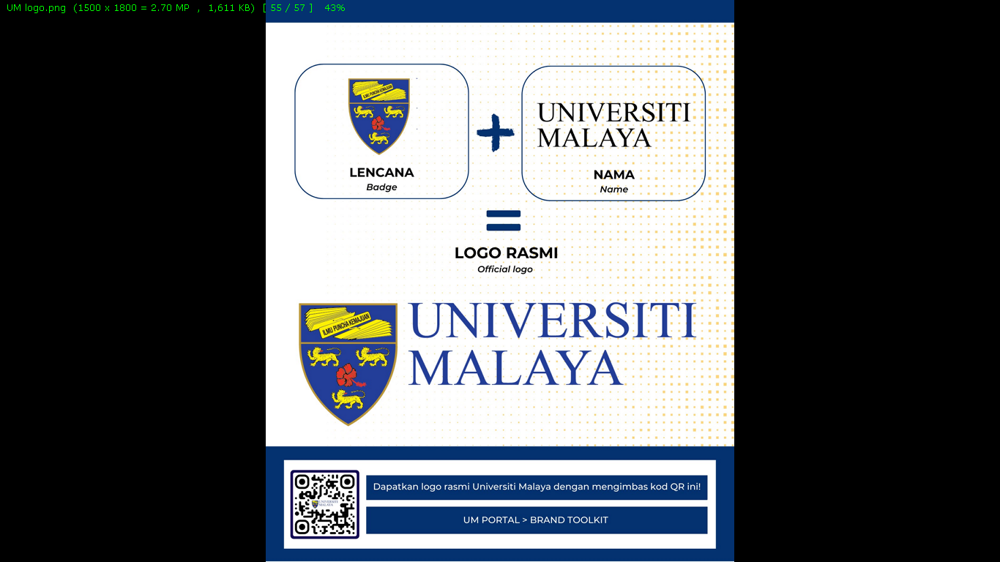 UM logo.png (1500 x 1800 = 2.70 MP , 1,611 KB) [ 55 / 57 ] 43%
ILMU PUNCHA KEMAJUAN
LENCANA
Badge
UNIVERSITI
MALAYA
NAMA
Name
LOGO RASMI
Official logo
ILMU PUNCHA KEMAJUAN
UNIVERSITI
MALAYA
UNIVERSITI
MALAYA
Dapatkan logo rasmi Universiti Malaya dengan mengimbas kod QR ini!
UM PORTAL > BRAND TOOLKIT